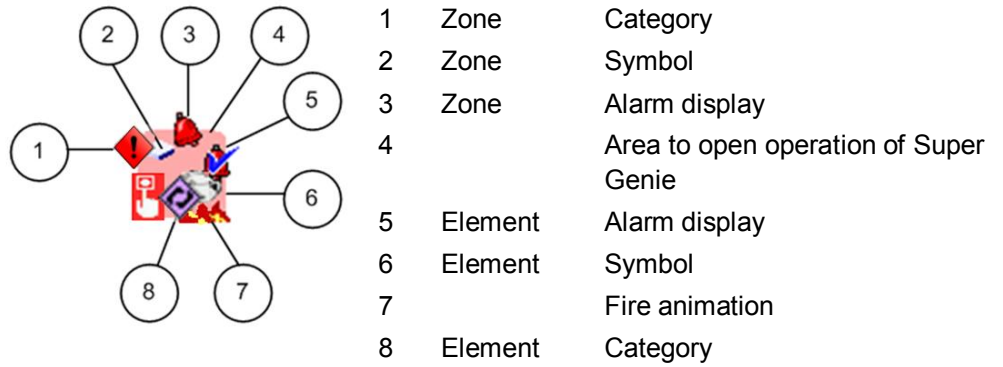 2
3
4
5
1
6
8
7
1 Zone Category
2 Zone Symbol
3 Zone Alarm display
4 Area to open operation of Super
Genie
5 Element Alarm display
6 Element Symbol
7 Fire animation
8 Element Category